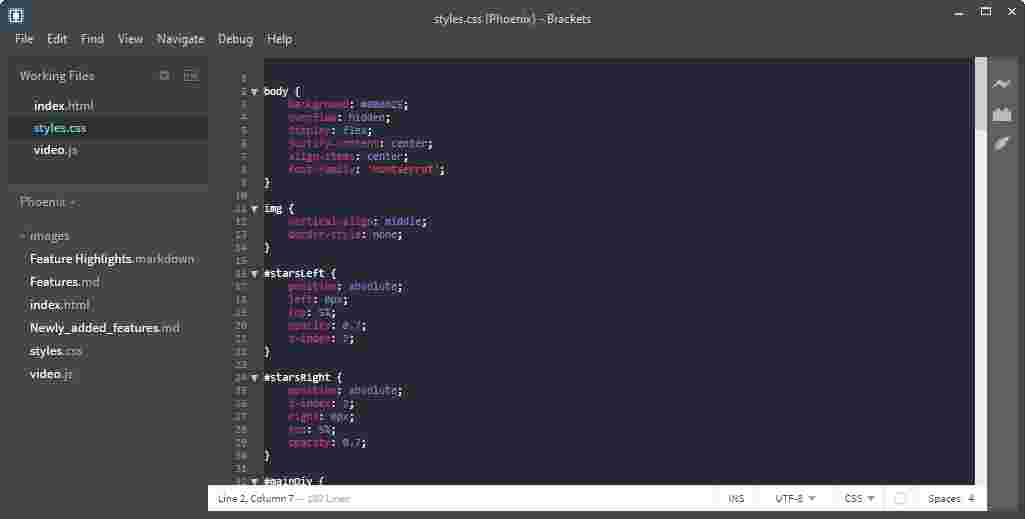 styles.css (Phoenix) - Brackets
File Edit Find View Navigate Debug Help
Working Files
index.html
styles.css
video.js
Phoenix
images
Feature Highlights.markdown
Features.md
index.html
Newly_added_features.md
styles.css
video.js
1
2 body {
3 background:
4 overflow: hidden;
5 display: flex;
6 justify-content: center;
7 align-items: center;
8 font-family: 'Montserrat';
9 }
10
11 img {
12 vertical-align: middle;
13 border-style: none;
14 }
15
16 #starsLeft {
17 position: absolute;
18 left: 0px;
19 top: 5%;
20 opacity: 0.7;
21 z-index: 2;
22 }
23
24 #starsRight {
25 position: absolute;
26 z-index: 2;
27 right: 0px;
28 top: 5%;
29 opacity: 0.7;
30 }
31
32 #mainDiv {
Line 2, Column 7 — Lines
INS UTF-8 CSS Spaces: 4